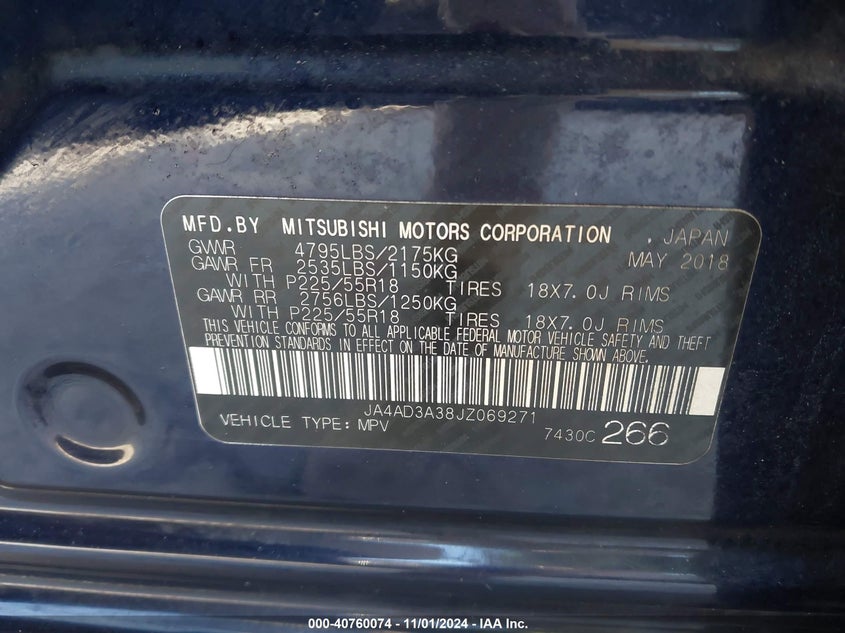 MFD.BY MITSUBISHI MOTORS CORPORATION , JAPAN
GVWR 4795LBS/2175KG MAY 2018
GAWR FR 2535LBS/1150KG
WITH P225/55R18 TIRES 18X7.0J RIMS
GAWR RR 2756LBS/1250KG
WITH P225/55R18 TIRES 18X7.0J RIMS
THIS VEHICLE CONFORMS TO ALL APPLICABLE FEDERAL MOTOR VEHICLE SAFETY AND THEFT
PREVENTION STANDARDS IN EFFECT ON THE DATE OF MANUFACTURE SHOWN ABOVE.
JA4AD3A38JZ069271
VEHICLE TYPE: MPV 7430C 266
000-40760074 - 11/01/2024 - IAA Inc.